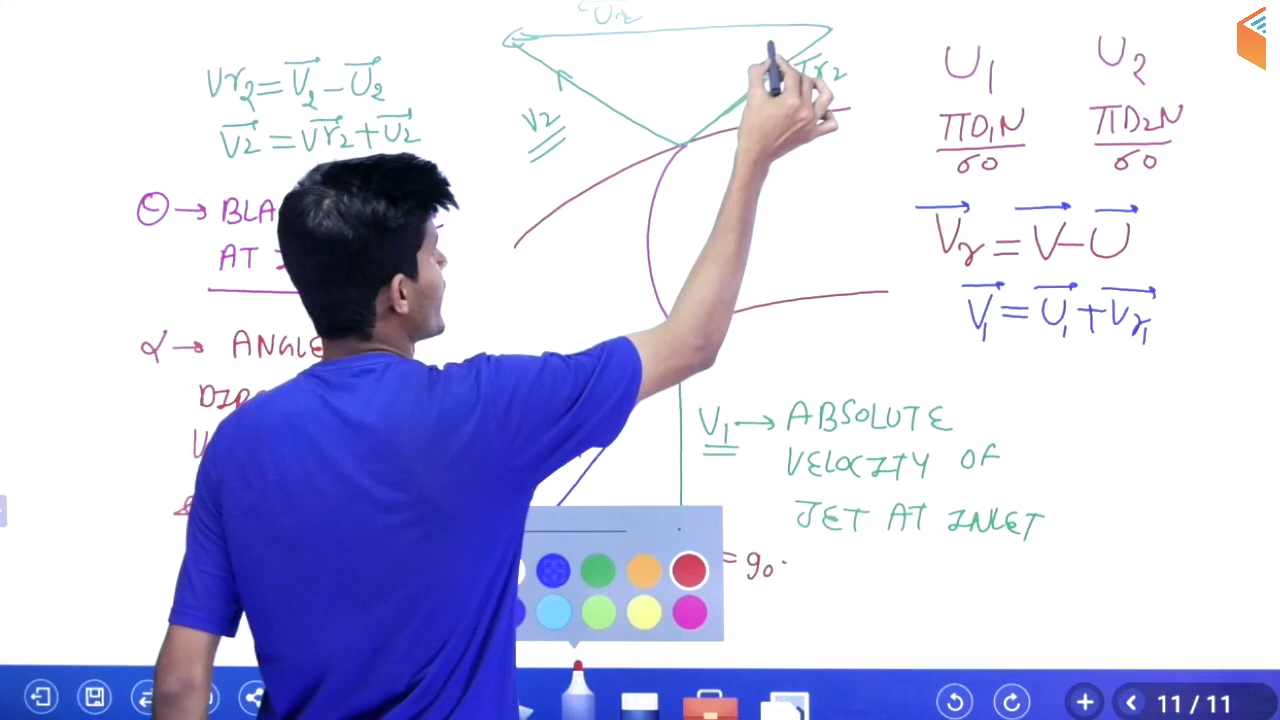 U2
Vr2 = V2 - U2
V2 = Vr2 + U2
V2
r2
U1 U2
πD1N/60 πD2N/60
Vr = V - U
V1 = U1 + Vr1
θ → BLA
AT
α → ANGLE
V1 → ABSOLUTE
VELOCITY OF
JET AT INLET
= 90.
11 / 11